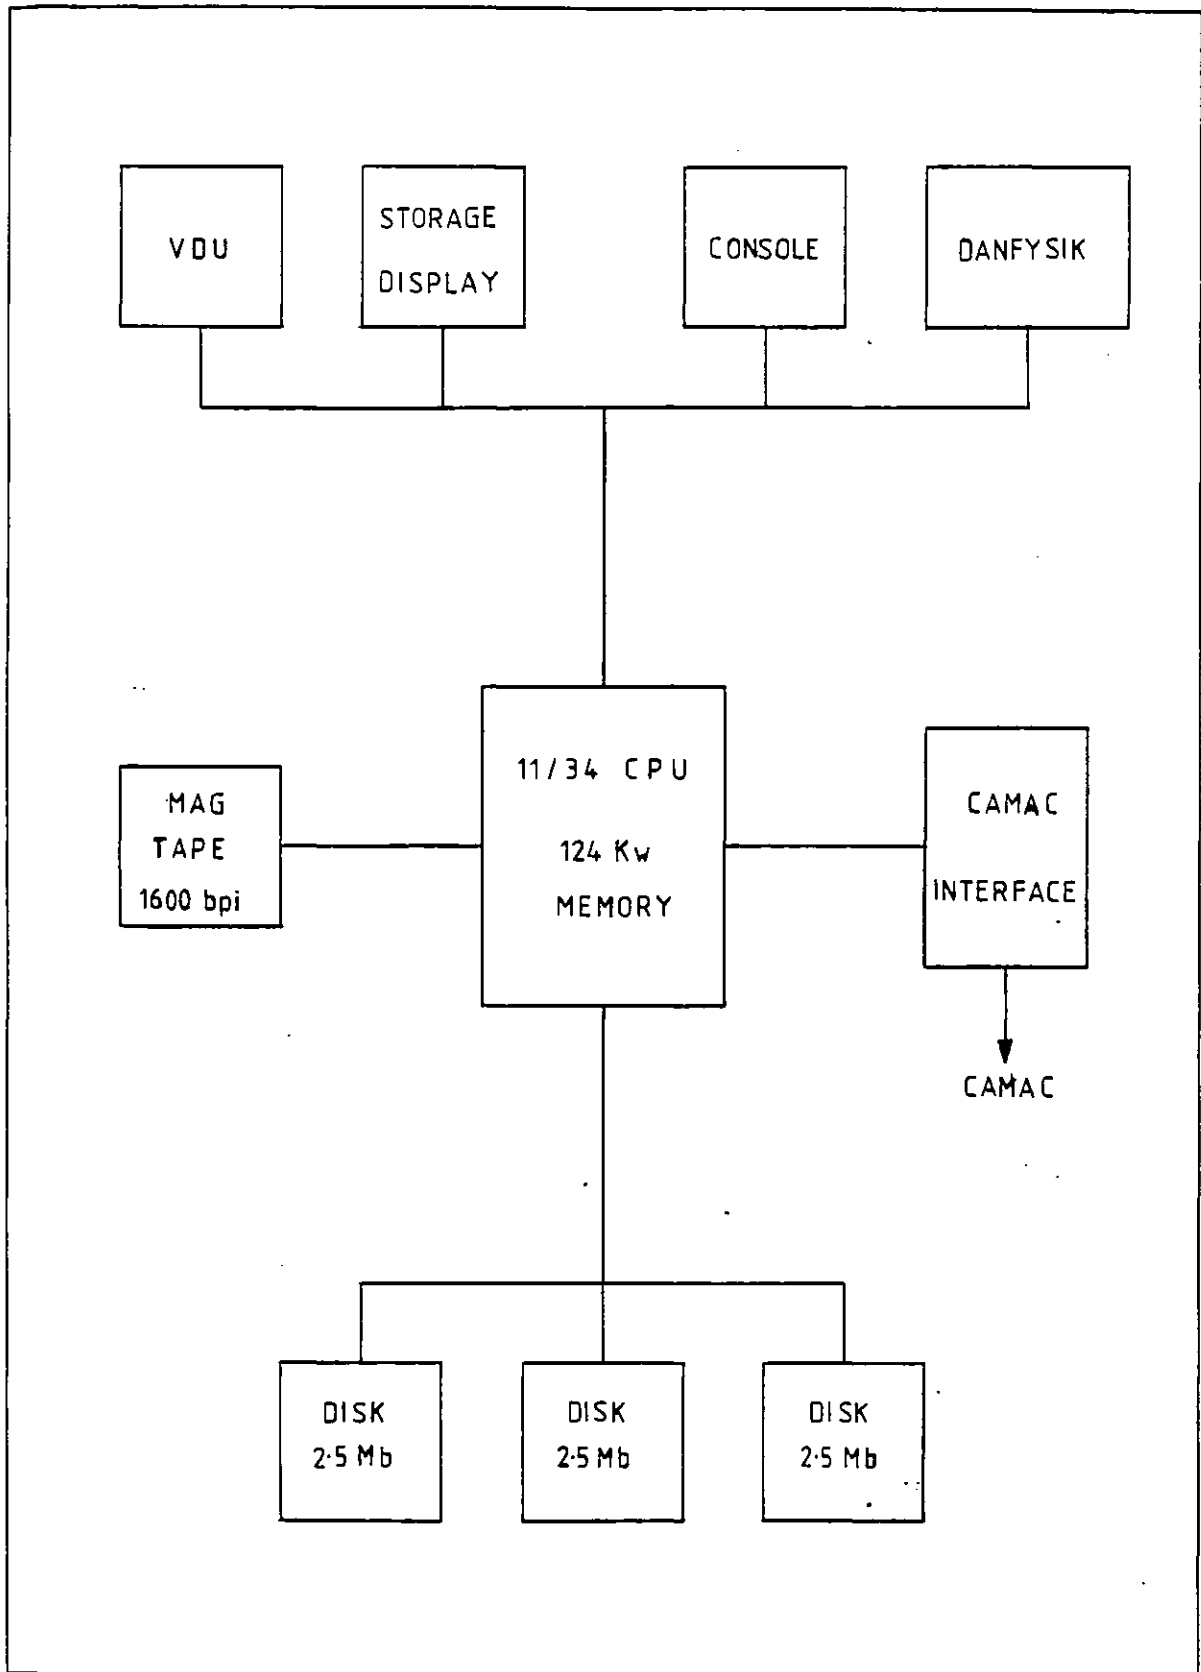 VDU
STORAGE
DISPLAY
CONSOLE
DANFYSIK
MAG
TAPE
1600 bpi
11/34 CPU
124 Kw
MEMORY
CAMAC
INTERFACE
CAMAC
DISK
2·5 Mb
DISK
2·5 Mb
DISK
2·5 Mb